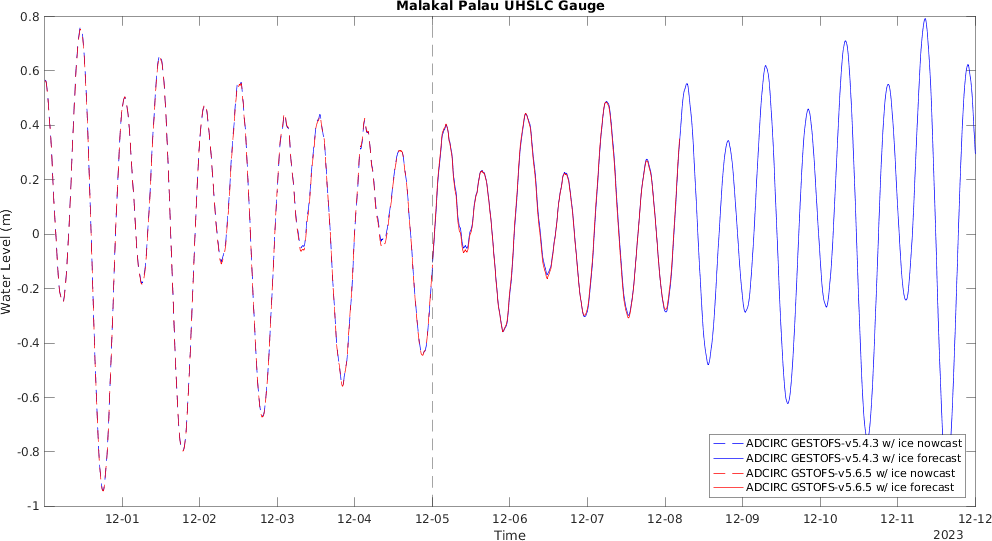 Malakal Palau UHSLC Gauge
0.8
0.6
0.4
0.2
0
-0.2
-0.4
-0.6
-0.8
-1
Water Level (m)
ADCIRC GESTOFS-v5.4.3 w/ ice nowcast
ADCIRC GESTOFS-v5.4.3 w/ ice forecast
ADCIRC GSTOFS-v5.6.5 w/ ice nowcast
ADCIRC GSTOFS-v5.6.5 w/ ice forecast
12-01 12-02 12-03 12-04 12-05 12-06 12-07 12-08 12-09 12-10 12-11 12-12
Time
2023